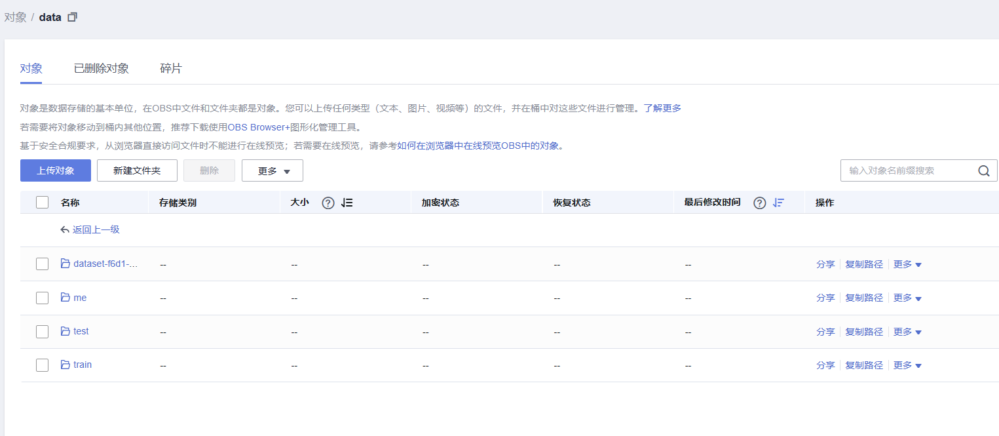 对象 / data
对象 已删除对象 碎片
对象是数据存储的基本单位，在OBS中文件和文件夹都是对象。您可以上传任何类型（文本、图片、视频等）的文件，并在桶中对这些文件进行管理。了解更多
若需要将对象移动到桶内其他位置，推荐下载使用OBS Browser+图形化管理工具。
基于安全合规要求，从浏览器直接访问文件时不能进行在线预览；若需要在线预览，请参考如何在浏览器中在线预览OBS中的对象。
上传对象 新建文件夹 删除 更多 输入对象名前缀搜索
名称 存储类别 大小 加密状态 恢复状态 最后修改时间 操作
返回上一级
dataset-f6d1-... -- -- -- -- -- 分享 复制路径 更多
me -- -- -- -- -- 分享 复制路径 更多
test -- -- -- -- -- 分享 复制路径 更多
train -- -- -- -- -- 分享 复制路径 更多